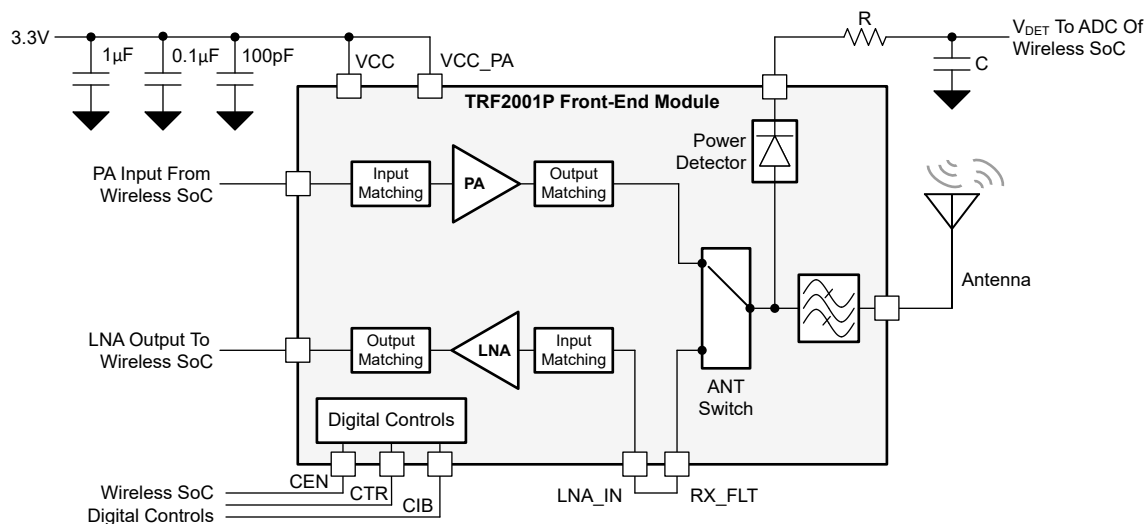 3.3V
1µF
0.1µF
100pF
VCC
VCC_PA
R
C
VDET To ADC Of
Wireless SoC
TRF2001P Front-End Module
Power
Detector
PA Input From
Wireless SoC
Input
Matching
PA
Output
Matching
Antenna
LNA Output To
Wireless SoC
Output
Matching
LNA
Input
Matching
ANT
Switch
Digital Controls
CEN
CTR
CIB
LNA_IN
RX_FLT
Wireless SoC
Digital Controls